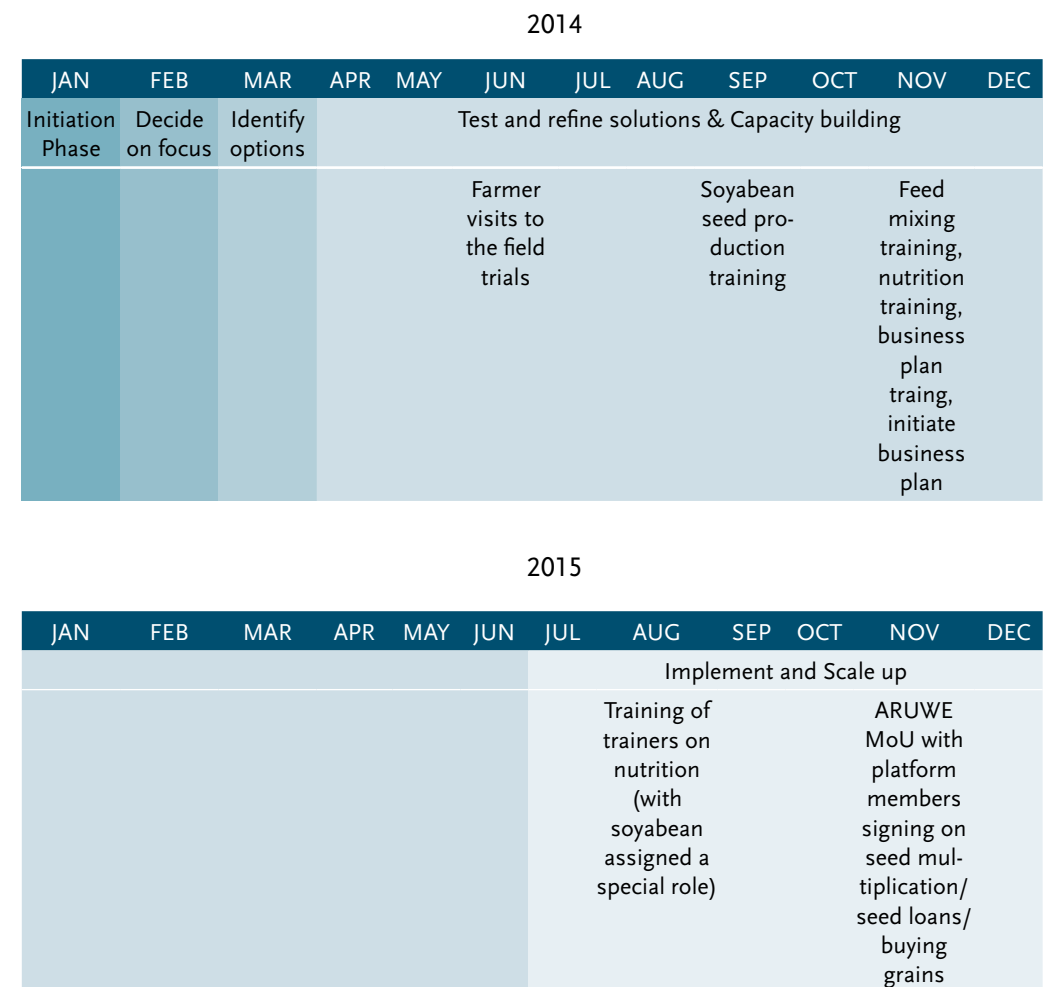 2014
JAN FEB MAR APR MAY JUN JUL AUG SEP OCT NOV DEC
Initiation Phase
Decide on focus
Identify options
Test and refine solutions & Capacity building
Farmer
visits to
the field
trials
Soyabean
seed pro-
duction
training
Feed
mixing
training,
nutrition
training,
business
plan
traing,
initiate
business
plan
2015
JAN FEB MAR APR MAY JUN JUL AUG SEP OCT NOV DEC
Implement and Scale up
Training of
trainers on
nutrition
(with
soyabean
assigned a
special role)
ARUWE
MoU with
platform
members
signing on
seed mul-
tiplication/
seed loans/
buying
grains